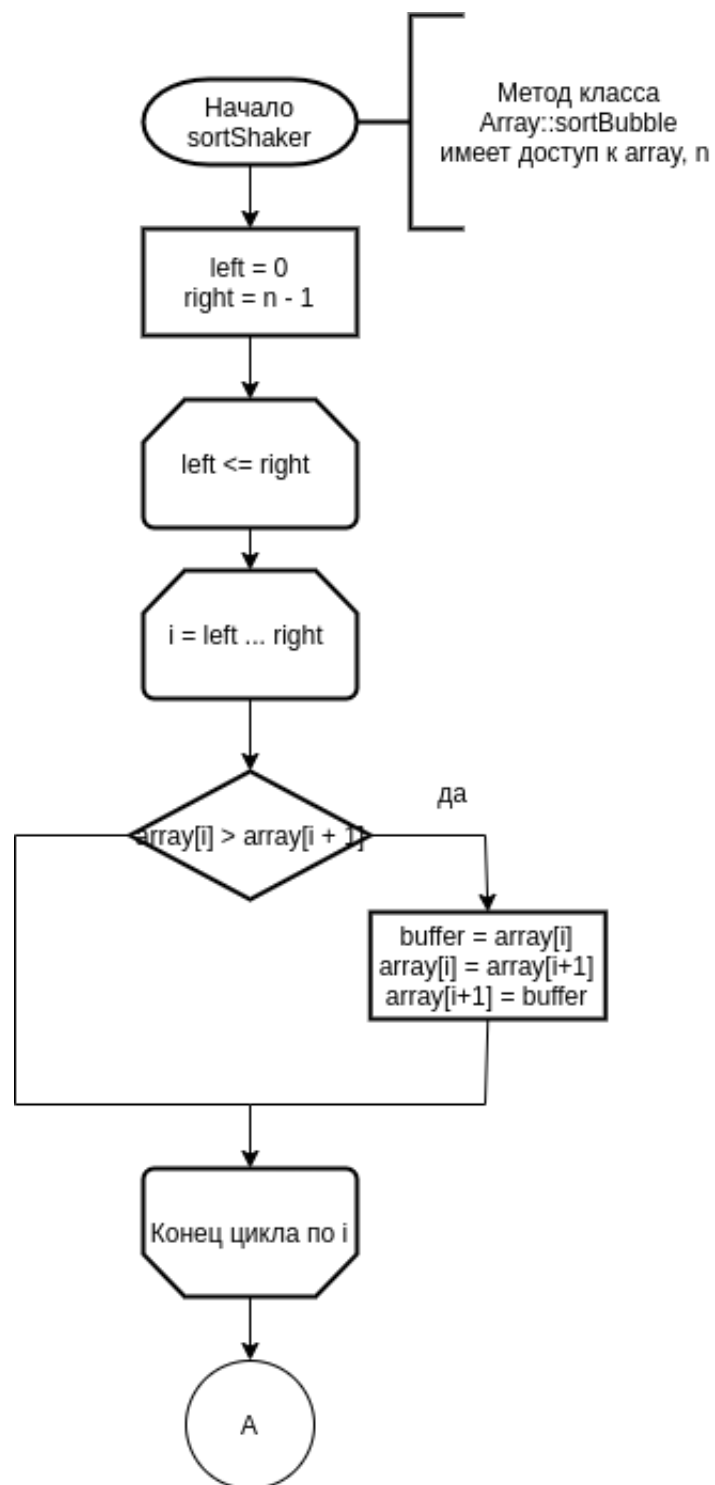 Начало
sortShaker
Метод класса
Array::sortBubble
имеет доступ к array, n
left = 0
right = n - 1
left <= right
i = left ... right
да
array[i] > array[i + 1]
buffer = array[i]
array[i] = array[i+1]
array[i+1] = buffer
Конец цикла по i
A